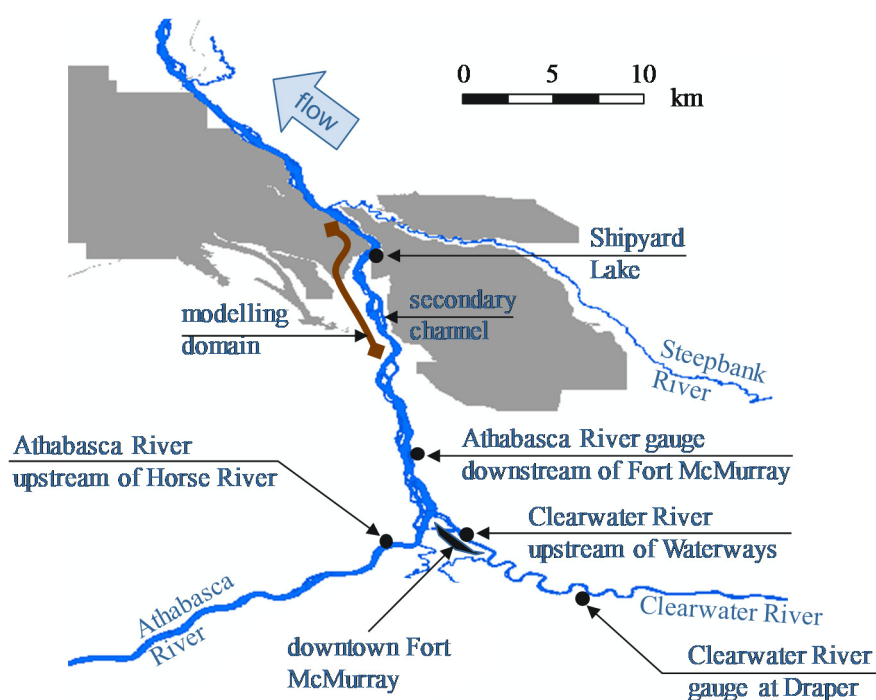 0 5 10
km
flow
Shipyard
Lake
secondary
channel
modelling
domain
Steepbank
River
Athabasca River
upstream of Horse River
Athabasca River gauge
downstream of Fort McMurray
Clearwater River
upstream of Waterways
Athabasca
River
Clearwater River
downtown Fort
McMurray
Clearwater River
gauge at Draper